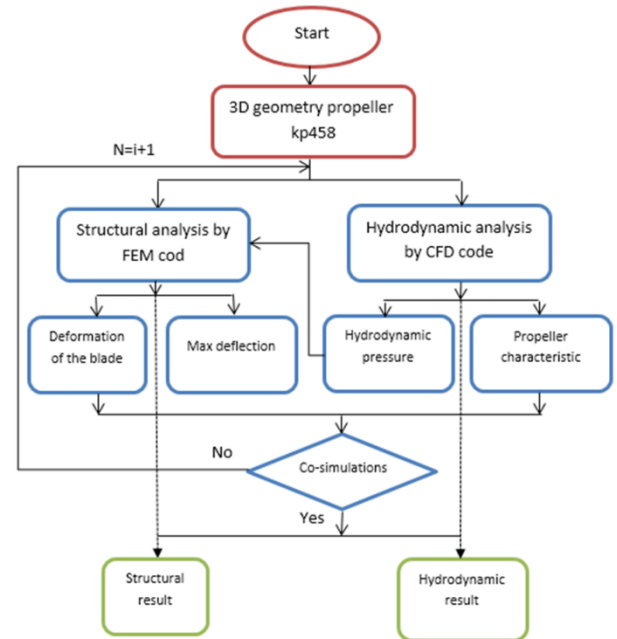 Start
3D geometry propeller
kp458
N=i+1
Structural analysis by
FEM cod
Hydrodynamic analysis
by CFD code
Deformation
of the blade
Max deflection
Hydrodynamic
pressure
Propeller
characteristic
No
Co-simulations
Yes
Structural
result
Hydrodynamic
result